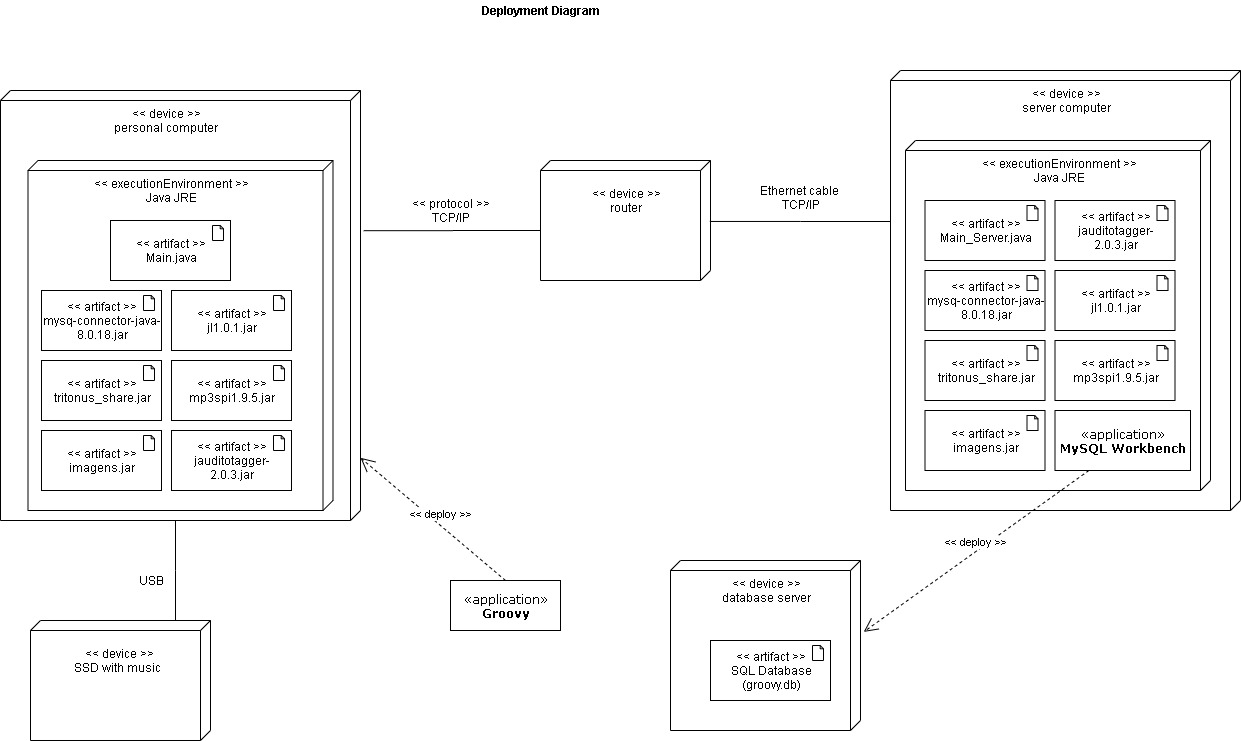 Deployment Diagram
<< device >>
personal computer
<< executionEnvironment >>
Java JRE
<< artifact >>
Main.java
<< artifact >>
mysq-connector-java-
8.0.18.jar
<< artifact >>
jl1.0.1.jar
<< artifact >>
tritonus_share.jar
<< artifact >>
mp3spi1.9.5.jar
<< artifact >>
imagens.jar
<< artifact >>
jauditotagger-
2.0.3.jar
<< protocol >>
TCP/IP
<< device >>
router
Ethernet cable
TCP/IP
<< device >>
server computer
<< executionEnvironment >>
Java JRE
<< artifact >>
Main_Server.java
<< artifact >>
jauditotagger-
2.0.3.jar
<< artifact >>
mysq-connector-java-
8.0.18.jar
<< artifact >>
jl1.0.1.jar
<< artifact >>
tritonus_share.jar
<< artifact >>
mp3spi1.9.5.jar
<< artifact >>
imagens.jar
«application»
MySQL Workbench
<< deploy >>
<< deploy >>
USB
<< device >>
SSD with music
«application»
Groovy
<< device >>
database server
<< artifact >>
SQL Database
(groovy.db)